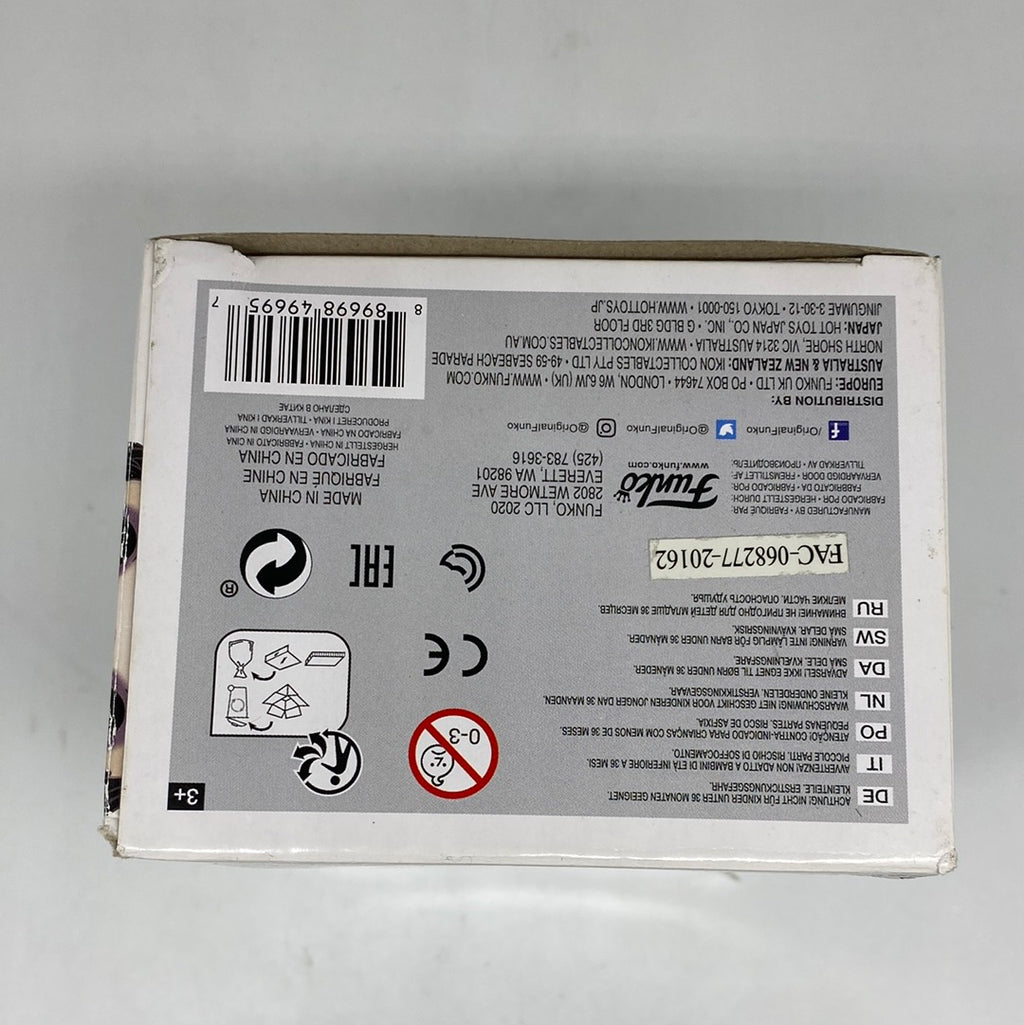 DE
ACHTUNG! NICHT FÜR KINDER UNTER 36 MONATEN GEEIGNET.
KLEINTEILE. ERSTICKUNGSGEFAHR.
IT
AVVERTENZA! NON ADATTO A BAMBINI DI ETÀ INFERIORE A 36 MESI.
PICCOLE PARTI. RISCHIO DI SOFFOCAMENTO.
PO
ATENÇÃO! CONTRA-INDICADO PARA CRIANÇAS COM MENOS DE 36 MESES.
PEQUENAS PARTES. RISCO DE ASFIXIA.
NL
WAARSCHUWING! NIET GESCHIKT VOOR KINDEREN JONGER DAN 36 MAANDEN.
KLEINE ONDERDELEN. VERSTIKKINGSGEVAAR.
DA
ADVARSEL! IKKE EGNET TIL BØRN UNDER 36 MÅNEDER.
SMÅ DELE. KVÆLNINGSFARE.
SW
VARNING! INTE LÄMPLIG FÖR BARN UNDER 36 MÅNADER.
SMÅ DELAR. KVÄVNINGSRISK.
RU
ВНИМАНИЕ! НЕ ПРИГОДНО ДЛЯ ДЕТЕЙ МЛАДШЕ 36 МЕСЯЦЕВ.
МЕЛКИЕ ЧАСТИ. ОПАСНОСТЬ УДУШЬЯ.
0-3
3+
CE
EAC
®
FAC-068277-20162
MANUFACTURED BY • FABRIQUÉ PAR:
FABRICADO POR • HERGESTELLT DURCH:
FABBRICATO DA • FABRICADO POR:
VERVAARDIGD DOOR • FREMSTILLET AF:
TILLVERKAD AV • ПРОИЗВОДИТЕЛЬ:
Funko
www.funko.com
FUNKO, LLC 2020
2802 WETMORE AVE
EVERETT, WA 98201
(425) 783-3616
MADE IN CHINA
FABRIQUÉ EN CHINE
FABRICADO EN CHINA
HERGESTELLT IN CHINA • FABBRICATO IN CINA
FABRICADO NA CHINA • VERVAARDIGD IN CHINA
PRODUCERET I KINA • TILLVERKAD I KINA
СДЕЛАНО В КИТАЕ
/OriginalFunko
@OriginalFunko
@OriginalFunko
DISTRIBUTION BY:
EUROPE: FUNKO UK LTD • PO BOX 74644 • LONDON, W6 6JW (UK) • WWW.FUNKO.COM
AUSTRALIA & NEW ZEALAND: IKON COLLECTABLES PTY LTD • 49-59 SEABEACH PARADE
NORTH SHORE, VIC 3214 AUSTRALIA • WWW.IKONCOLLECTABLES.COM.AU
JAPAN: HOT TOYS JAPAN CO., INC. • G BLDG 3RD FLOOR
JINGUMAE 3-30-12 • TOKYO 150-0001 • WWW.HOTTOYS.JP
8 89698 49695 7